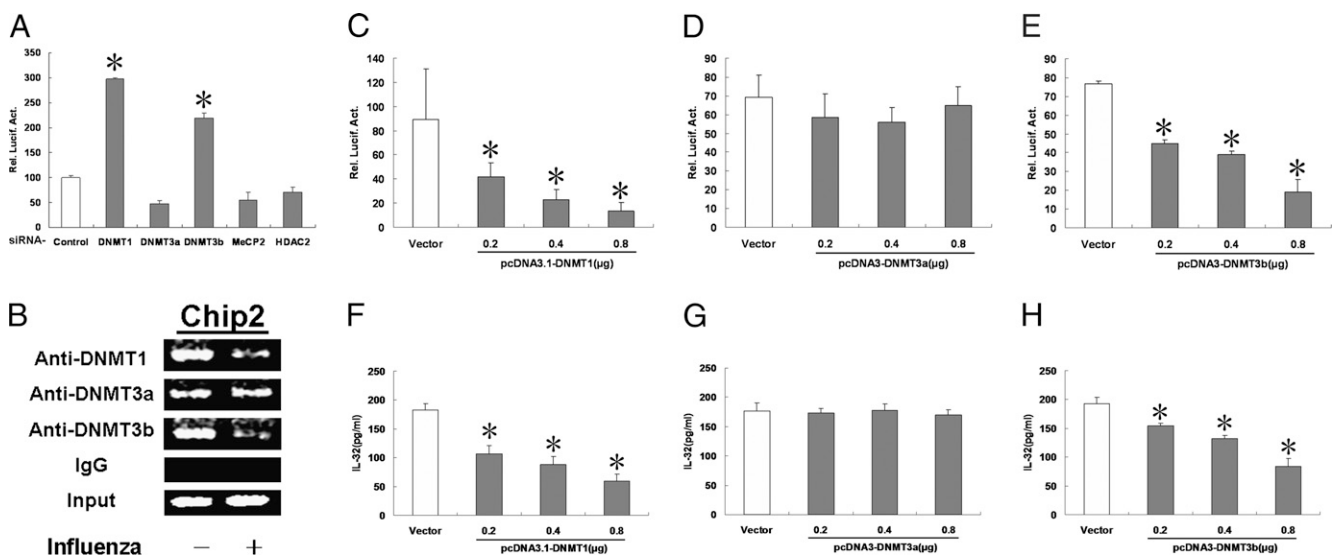 A
Rel. Lucif. Act.
350
300
250
200
150
100
50
0
*
*
siRNA- Control DNMT1 DNMT3a DNMT3b MeCP2 HDAC2
C
Rel. Lucif. Act.
140
120
100
80
60
40
20
0
*
*
*
Vector 0.2 0.4 0.8
pcDNA3.1-DNMT1(µg)
D
Rel. Lucif. Act.
90
80
70
60
50
40
30
20
10
0
Vector 0.2 0.4 0.8
pcDNA3-DNMT3a(µg)
E
Rel. Lucif. Act.
90
80
70
60
50
40
30
20
10
0
*
*
*
Vector 0.2 0.4 0.8
pcDNA3-DNMT3b(µg)
B
Chip2
Anti-DNMT1
Anti-DNMT3a
Anti-DNMT3b
IgG
Input
Influenza − +
F
IL-32(pg/ml)
250
200
150
100
50
0
*
*
*
Vector 0.2 0.4 0.8
pcDNA3.1-DNMT1(µg)
G
IL-32(pg/ml)
250
200
150
100
50
0
Vector 0.2 0.4 0.8
pcDNA3-DNMT3a(µg)
H
IL-32(pg/ml)
250
200
150
100
50
0
*
*
*
Vector 0.2 0.4 0.8
pcDNA3-DNMT3b(µg)